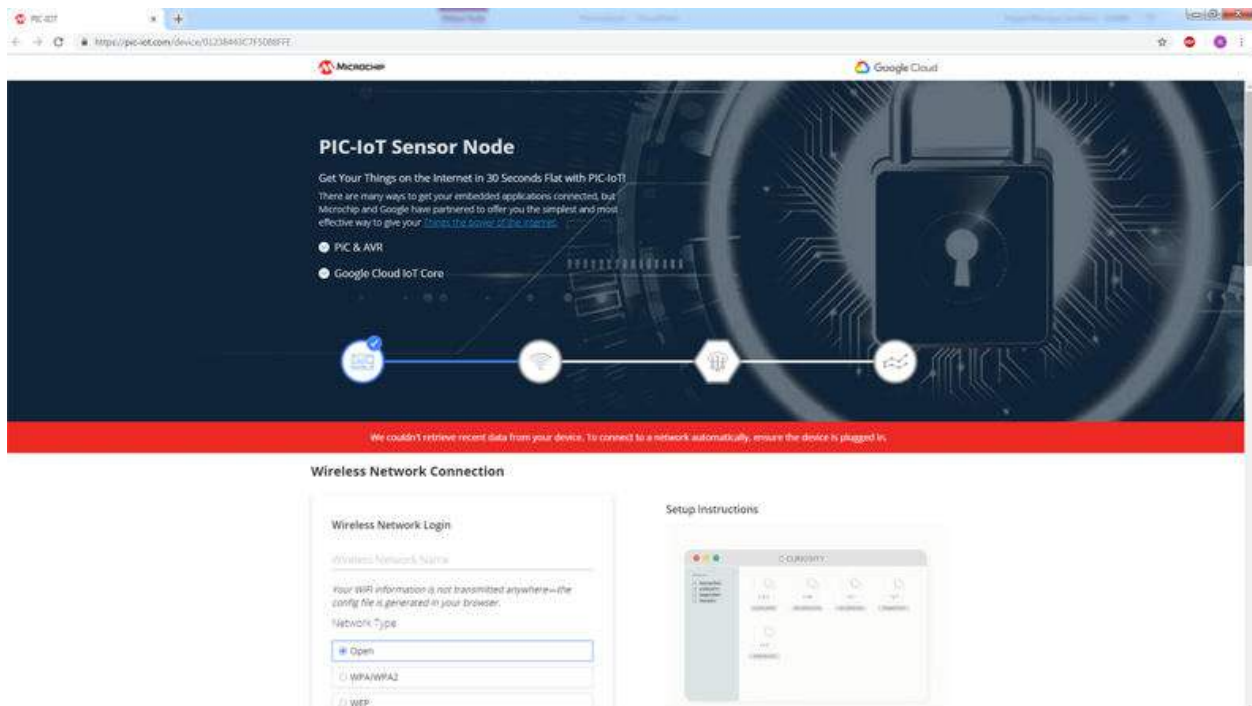 PIC-IOT
MICROCHIP
Google Cloud
PIC-IoT Sensor Node
Get Your Things on the Internet in 30 Seconds Flat with PIC-IoT!
There are many ways to get your embedded applications connected, but
Microchip and Google have partnered to offer you the simplest and most
effective way to give your Things the power of the internet.
PIC & AVR
Google Cloud IoT Core
We couldn't retrieve recent data from your device. To connect to a network automatically, ensure the device is plugged in.
Wireless Network Connection
Wireless Network Login
Wireless Network Name
Your WiFi information is not transmitted anywhere—the
config file is generated in your browser.
Network Type
Open
WPA/WPA2
WEP
Setup Instructions
CURIOSITY